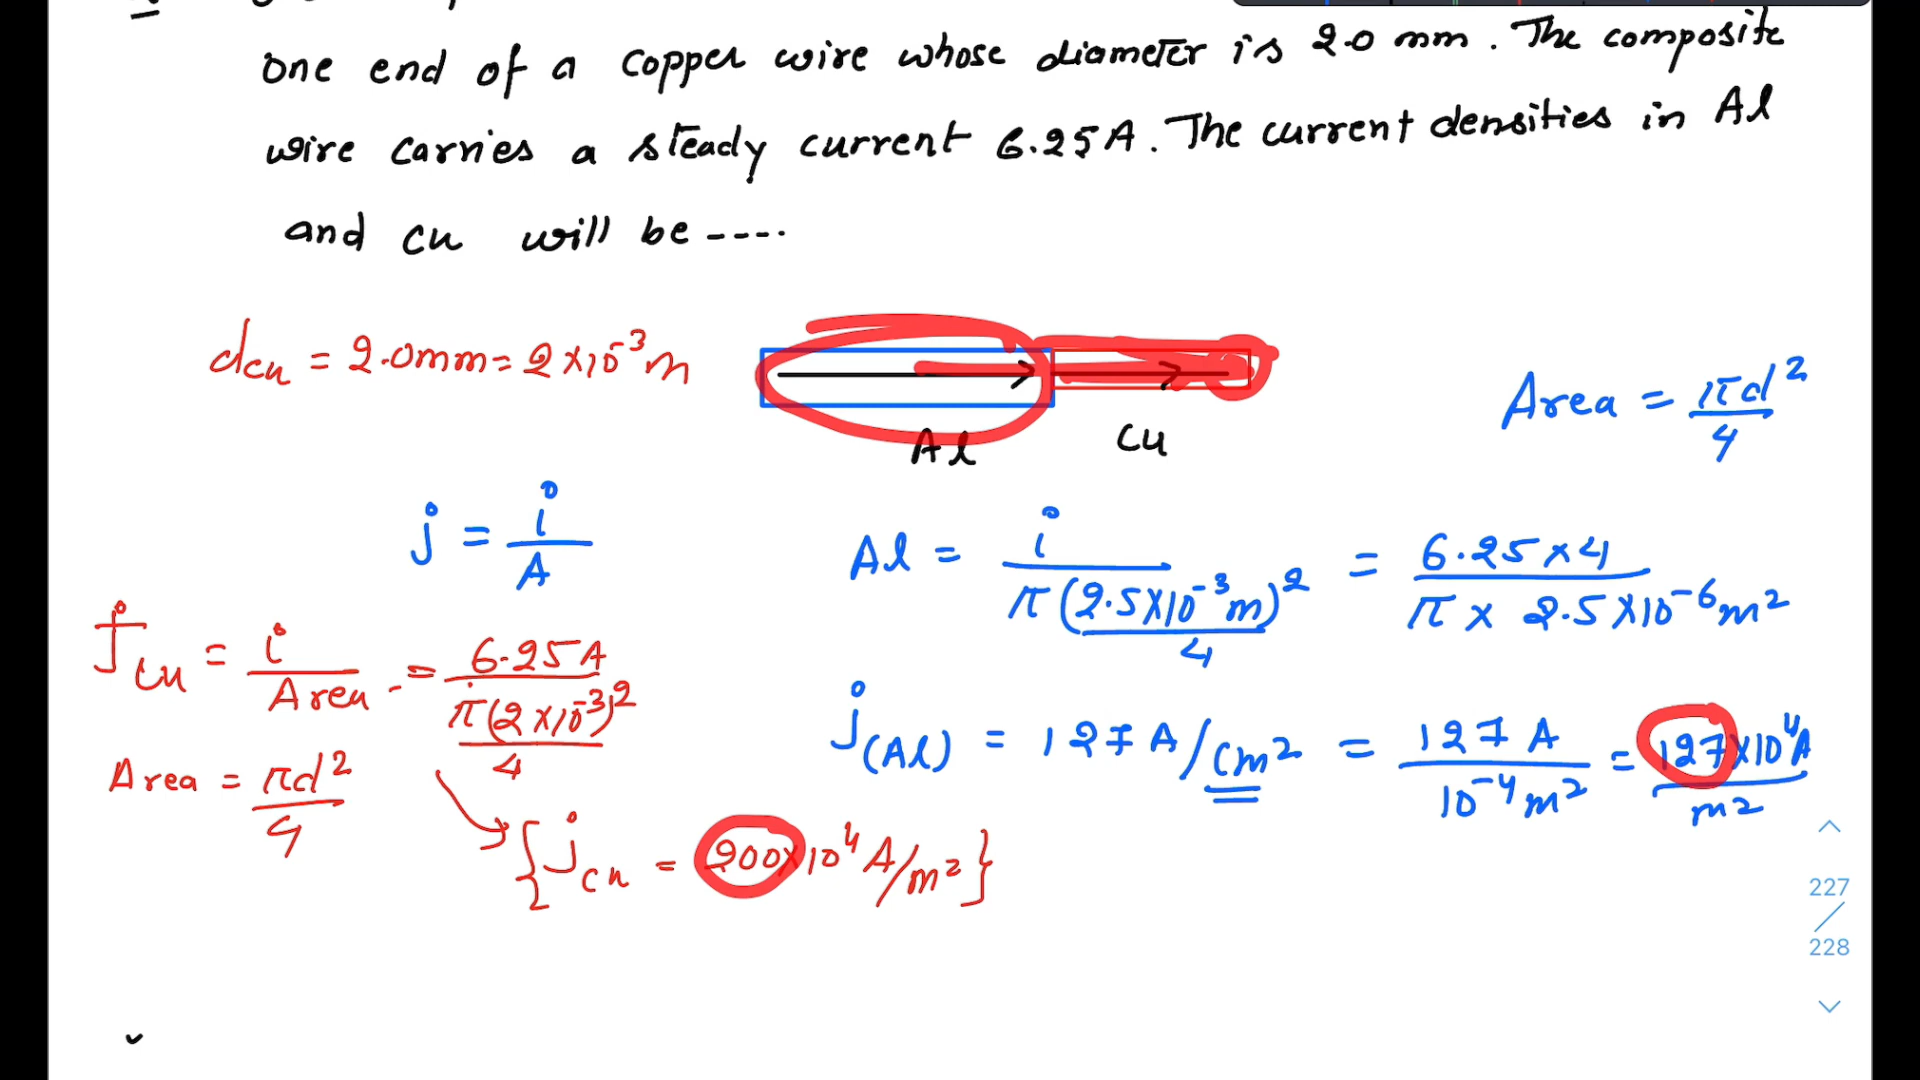 one end of a copper wire whose diameter is 2.0 mm. The composite
wire carries a steady current 6.25A. The current densities in Al
and cu will be ----.
dcu = 2.0mm = 2×10⁻³m
Al
Cu
Area = πd²/4
j = i/A
Al = i/(π(2.5×10⁻³m)²/4) = 6.25×4/(π × 2.5×10⁻⁶m²)
jcu = i/Area = 6.25A/(π(2×10⁻³)²/4)
Area = πd²/4
j(Al) = 127A/cm² = 127A/10⁻⁴m² = 127×10⁴A/m²
{jcu = 200×10⁴A/m²}
227
/
228